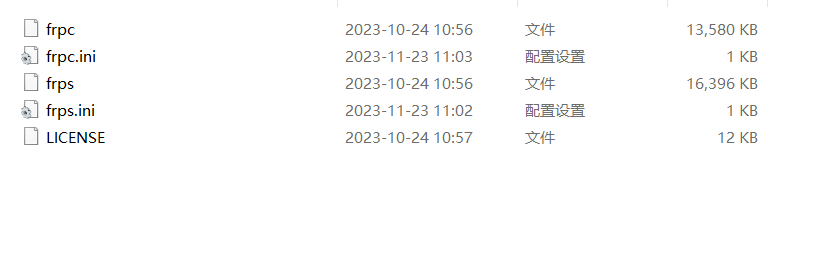 frpc 2023-10-24 10:56 文件 13,580 KB
frpc.ini 2023-11-23 11:03 配置设置 1 KB
frps 2023-10-24 10:56 文件 16,396 KB
frps.ini 2023-11-23 11:02 配置设置 1 KB
LICENSE 2023-10-24 10:57 文件 12 KB